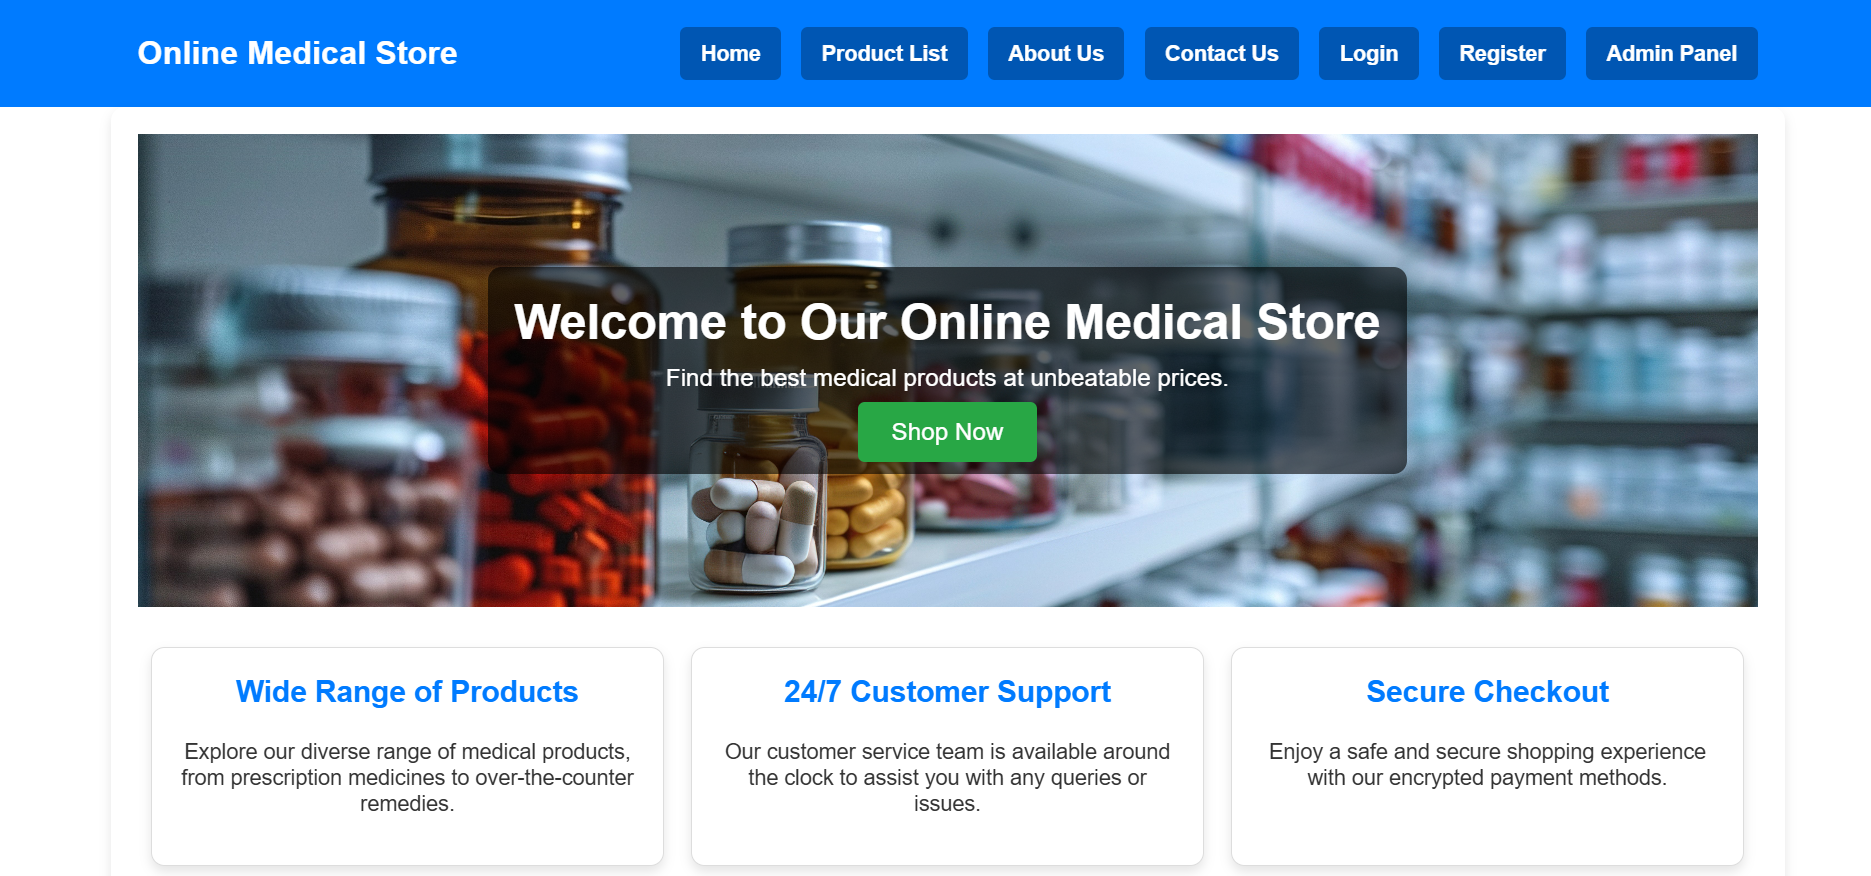 Online Medical Store
Home
Product List
About Us
Contact Us
Login
Register
Admin Panel
Welcome to Our Online Medical Store
Find the best medical products at unbeatable prices.
Shop Now
Wide Range of Products
Explore our diverse range of medical products,
from prescription medicines to over-the-counter
remedies.
24/7 Customer Support
Our customer service team is available around
the clock to assist you with any queries or
issues.
Secure Checkout
Enjoy a safe and secure shopping experience
with our encrypted payment methods.